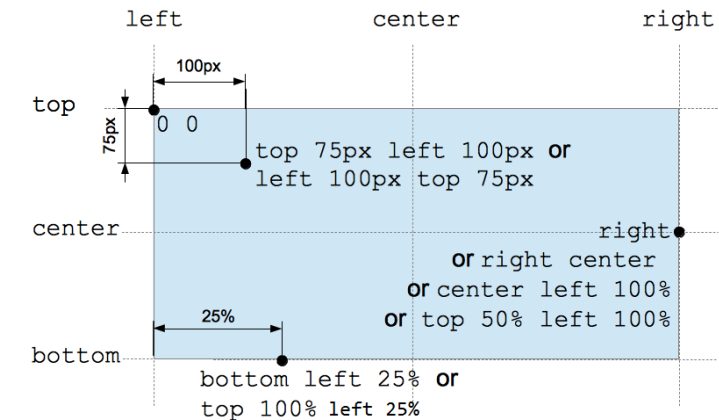 left center right
100px
top
75px
0 0
top 75px left 100px or
left 100px top 75px
center
right
or right center
or center left 100%
or top 50% left 100%
25%
bottom
bottom left 25% or
top 100% left 25%